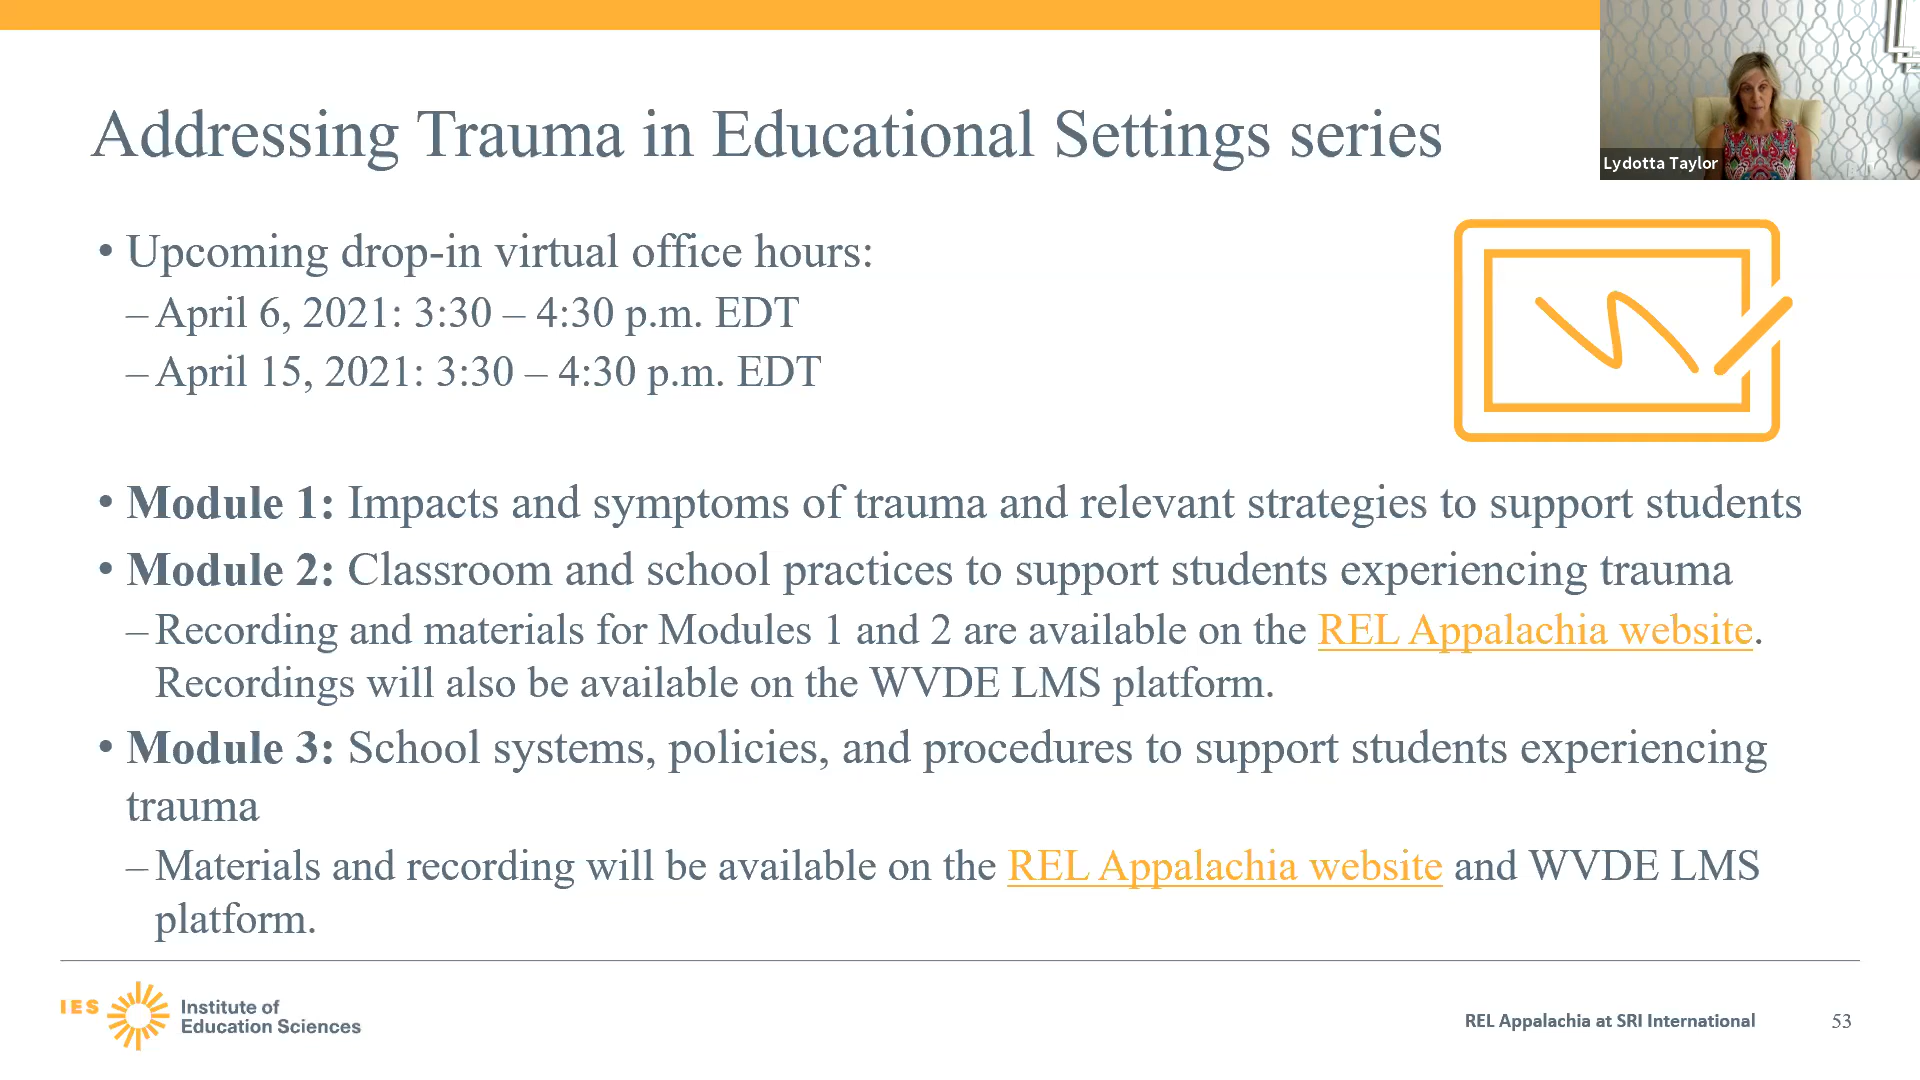 Addressing Trauma in Educational Settings series
Lydotta Taylor
• Upcoming drop-in virtual office hours:
– April 6, 2021: 3:30 – 4:30 p.m. EDT
– April 15, 2021: 3:30 – 4:30 p.m. EDT
• Module 1: Impacts and symptoms of trauma and relevant strategies to support students
• Module 2: Classroom and school practices to support students experiencing trauma
– Recording and materials for Modules 1 and 2 are available on the REL Appalachia website.
Recordings will also be available on the WVDE LMS platform.
• Module 3: School systems, policies, and procedures to support students experiencing
trauma
– Materials and recording will be available on the REL Appalachia website and WVDE LMS
platform.
IES Institute of
Education Sciences
REL Appalachia at SRI International 53